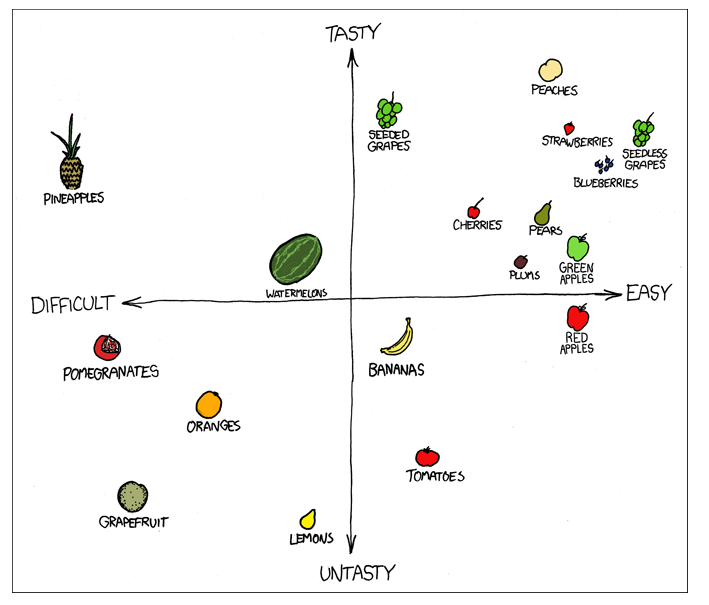 TASTY
PEACHES
SEEDED
GRAPES
STRAWBERRIES
SEEDLESS
GRAPES
BLUEBERRIES
PINEAPPLES
CHERRIES
PEARS
PLUMS
GREEN
APPLES
WATERMELONS
DIFFICULT
EASY
RED
APPLES
POMEGRANATES
BANANAS
ORANGES
TOMATOES
GRAPEFRUIT
LEMONS
UNTASTY